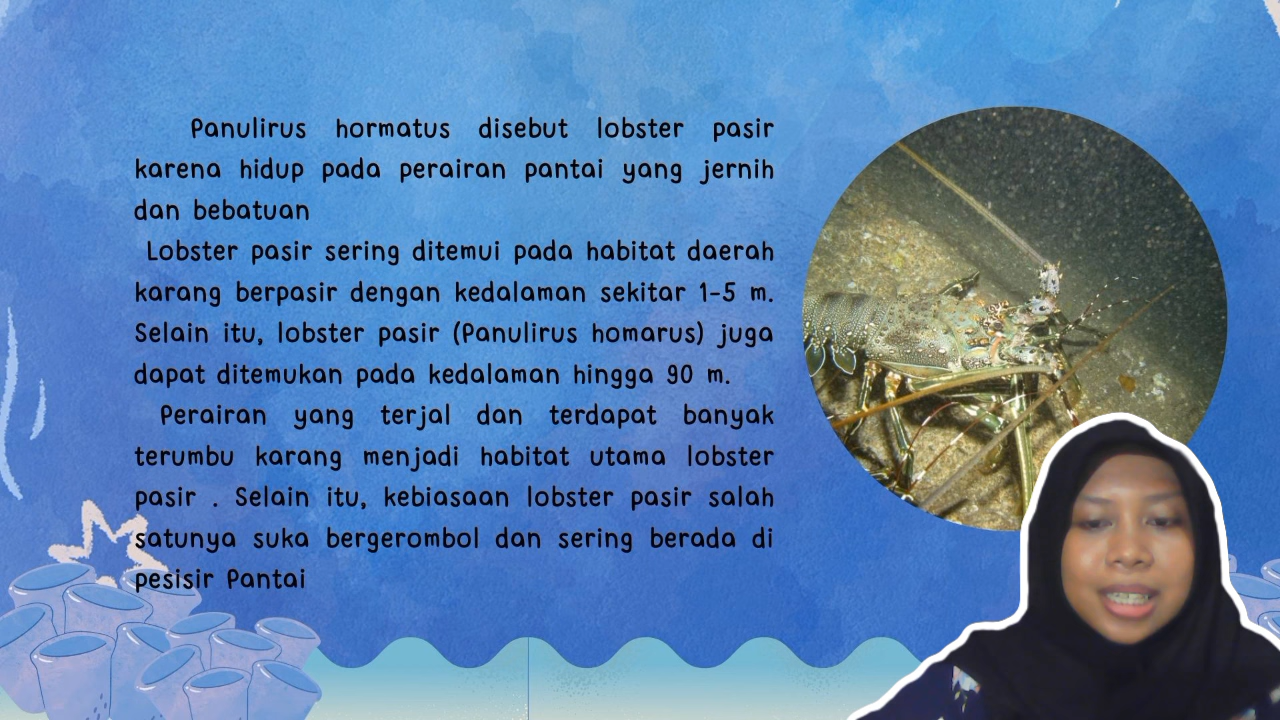 Panulirus hormatus disebut lobster pasir
karena hidup pada perairan pantai yang jernih
dan bebatuan
Lobster pasir sering ditemui pada habitat daerah
karang berpasir dengan kedalaman sekitar 1-5 m.
Selain itu, lobster pasir (Panulirus homarus) juga
dapat ditemukan pada kedalaman hingga 90 m.
Perairan yang terjal dan terdapat banyak
terumbu karang menjadi habitat utama lobster
pasir . Selain itu, kebiasaan lobster pasir salah
satunya suka bergerombol dan sering berada di
pesisir Pantai